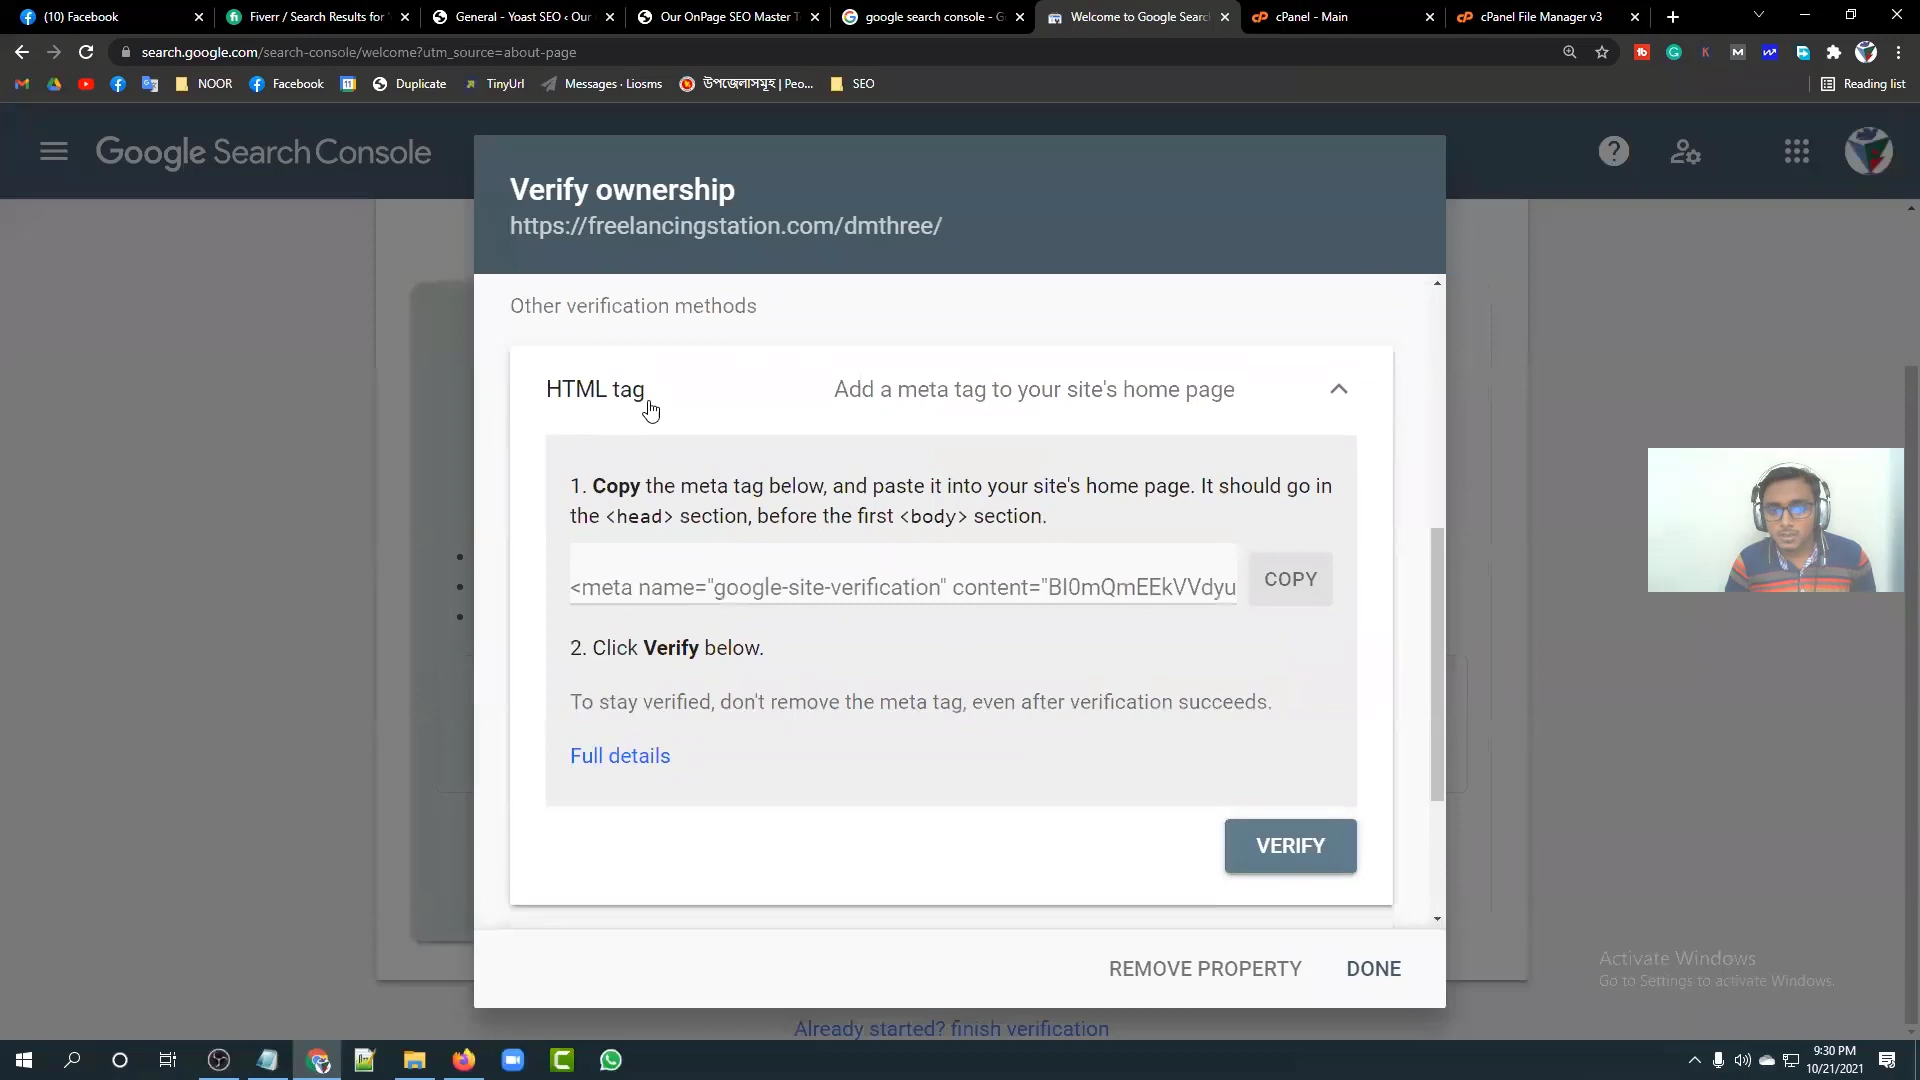 (10) Facebook
Fiverr / Search Results for
General - Yoast SEO ‹ Our
Our OnPage SEO Master T
google search console - G
Welcome to Google Searc
cPanel - Main
cPanel File Manager v3
search.google.com/search-console/welcome?utm_source=about-page
NOOR
Facebook
Duplicate
TinyUrl
Messages · Liosms
উপজেলাসমূহ | Peo...
SEO
Reading list
Google Search Console
Verify ownership
https://freelancingstation.com/dmthree/
Other verification methods
HTML tag
Add a meta tag to your site's home page
1. Copy the meta tag below, and paste it into your site's home page. It should go in
the <head> section, before the first <body> section.
<meta name="google-site-verification" content="BI0mQmEEkVVdyu
COPY
2. Click Verify below.
To stay verified, don't remove the meta tag, even after verification succeeds.
Full details
VERIFY
REMOVE PROPERTY
DONE
Activate Windows
Go to Settings to activate Windows.
Already started? finish verification
9:30 PM
10/21/2021